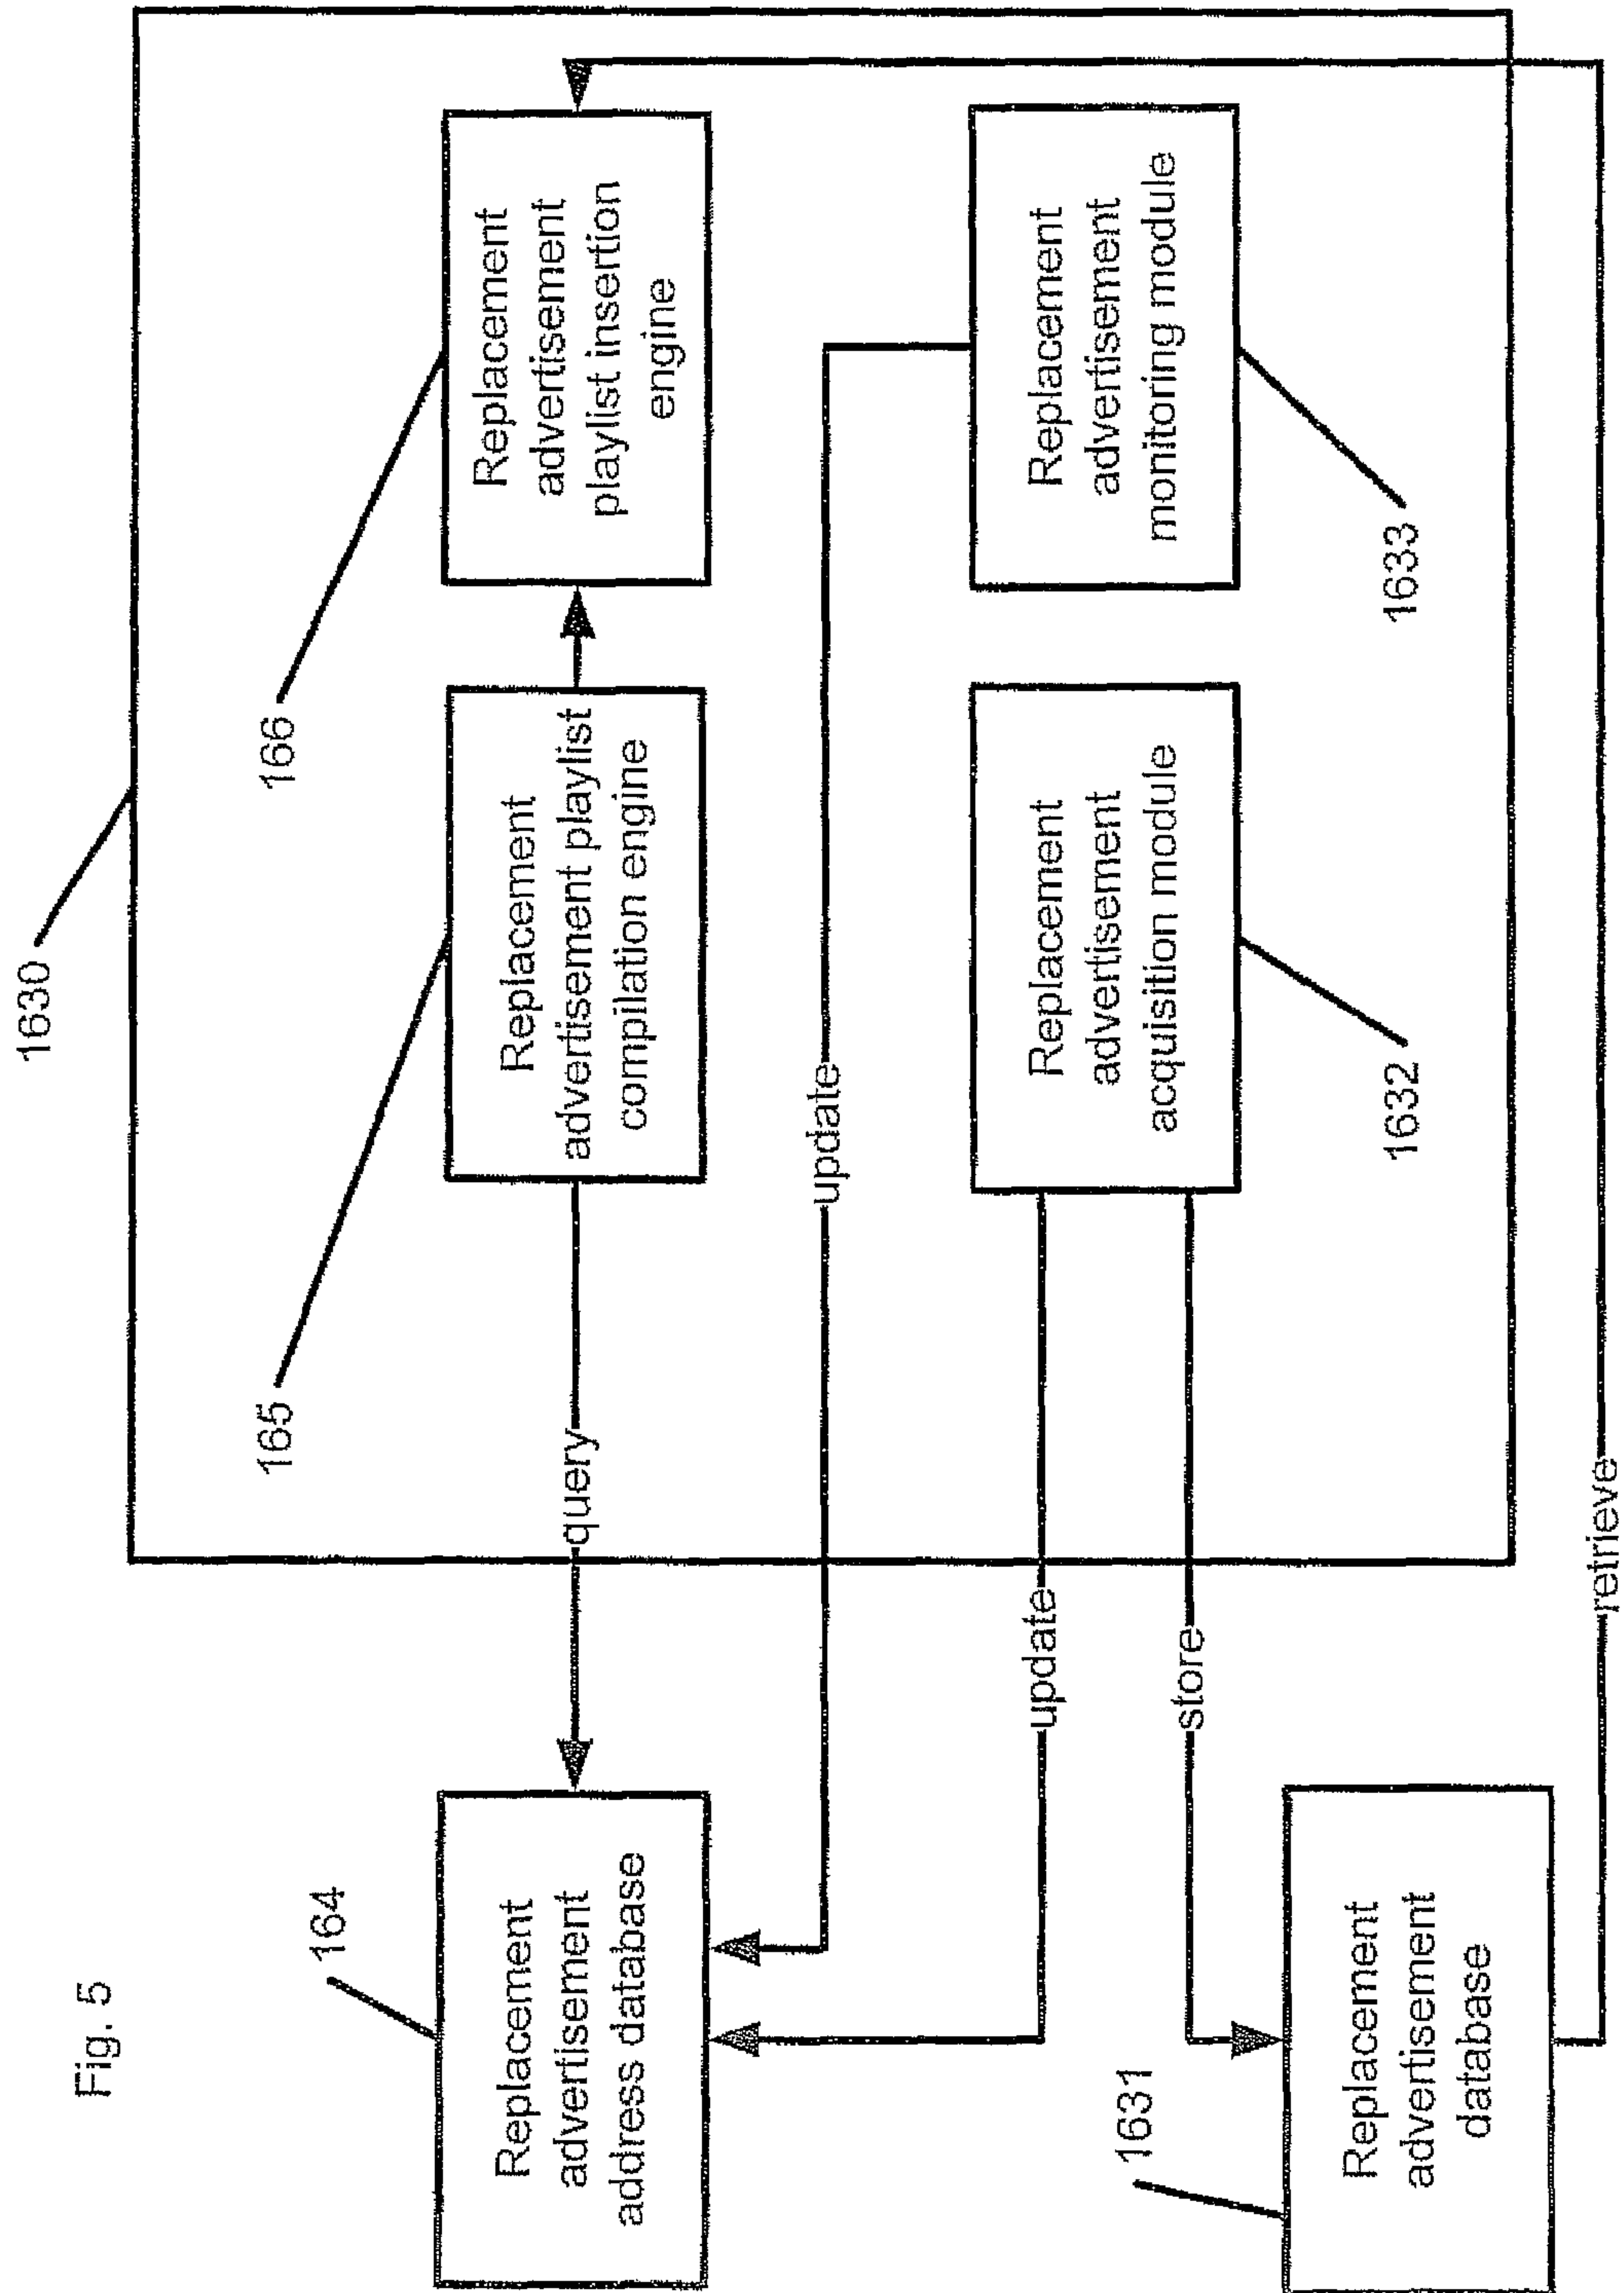 Fig. 5
1630
164
165
166
Replacement
advertisement
address database
query
Replacement
advertisement playlist
compilation engine
Replacement
advertisement
playlist insertion
engine
update
1631
update
store
Replacement
advertisement
database
Replacement
advertisement
acquisition module
Replacement
advertisement
monitoring module
1632
1633
retrieve